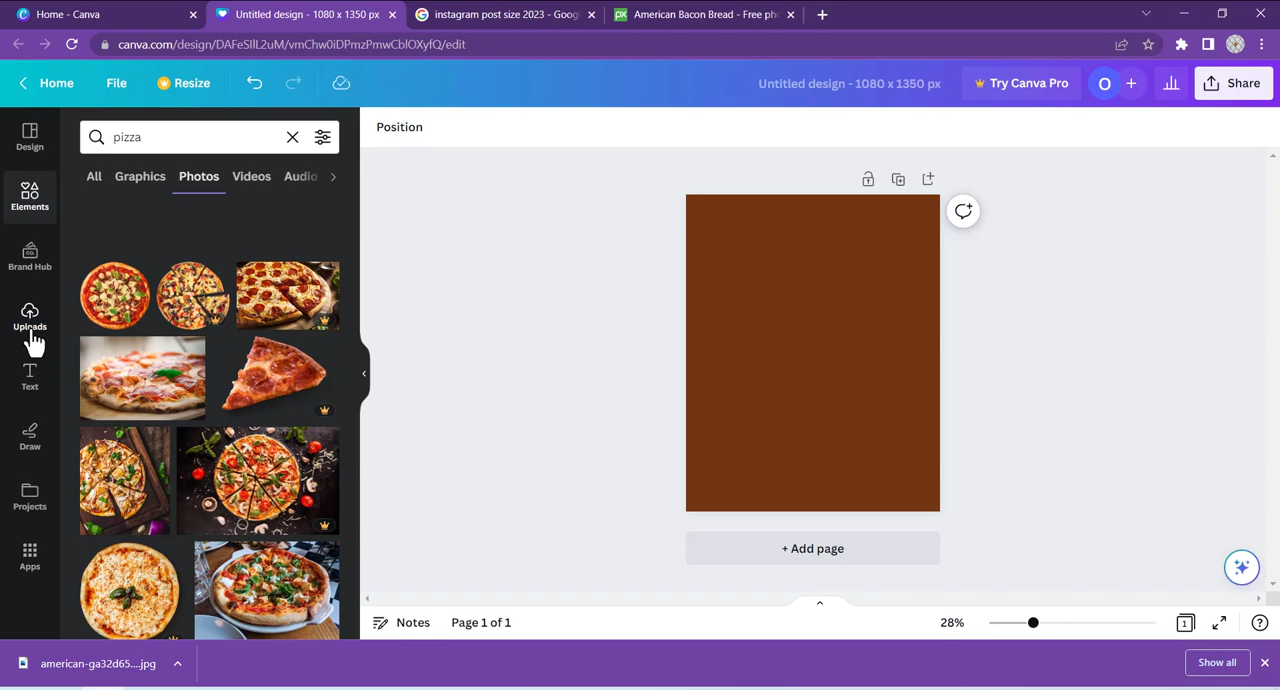 Home - Canva
Untitled design - 1080 x 1350 px
instagram post size 2023 - Goog
American Bacon Bread - Free pho
canva.com/design/DAFeSIlL2uM/vmChw0iDPmzPmwCblOXyfQ/edit
Home
File
Resize
Untitled design - 1080 x 1350 px
Try Canva Pro
O
Share
Design
Elements
Brand Hub
Uploads
Text
Draw
Projects
Apps
pizza
All
Graphics
Photos
Videos
Audio
Position
+ Add page
Notes
Page 1 of 1
28%
1
american-ga32d65....jpg
Show all